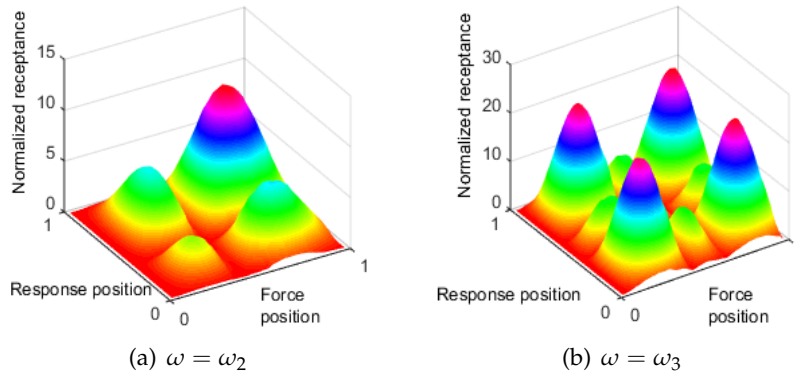 Normalized receptance
15
10
5
0
1
Response position
0
0
Force
position
1
(a) ω = ω₂
Normalized receptance
30
20
10
0
1
Response position
0
0
Force
position
1
(b) ω = ω₃